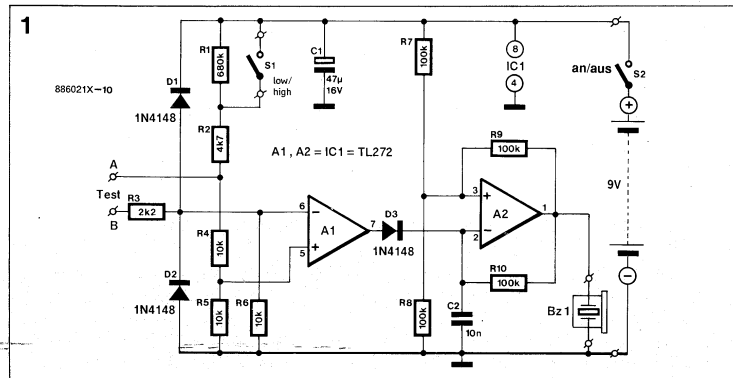 1
886021X-10
R1
680k
S1
low/
high
C1
47µ
16V
R7
100k
8
IC1
4
an/aus
S2
+
D1
1N4148
R2
4k7
A1, A2 = IC1 = TL272
R9
100k
9V
A
Test
B
R3
2k2
R4
10k
6
−
A1
+
5
7
D3
1N4148
3
+
A2
−
2
1
R10
100k
D2
1N4148
R5
10k
R6
10k
R8
100k
C2
10n
Bz1
−